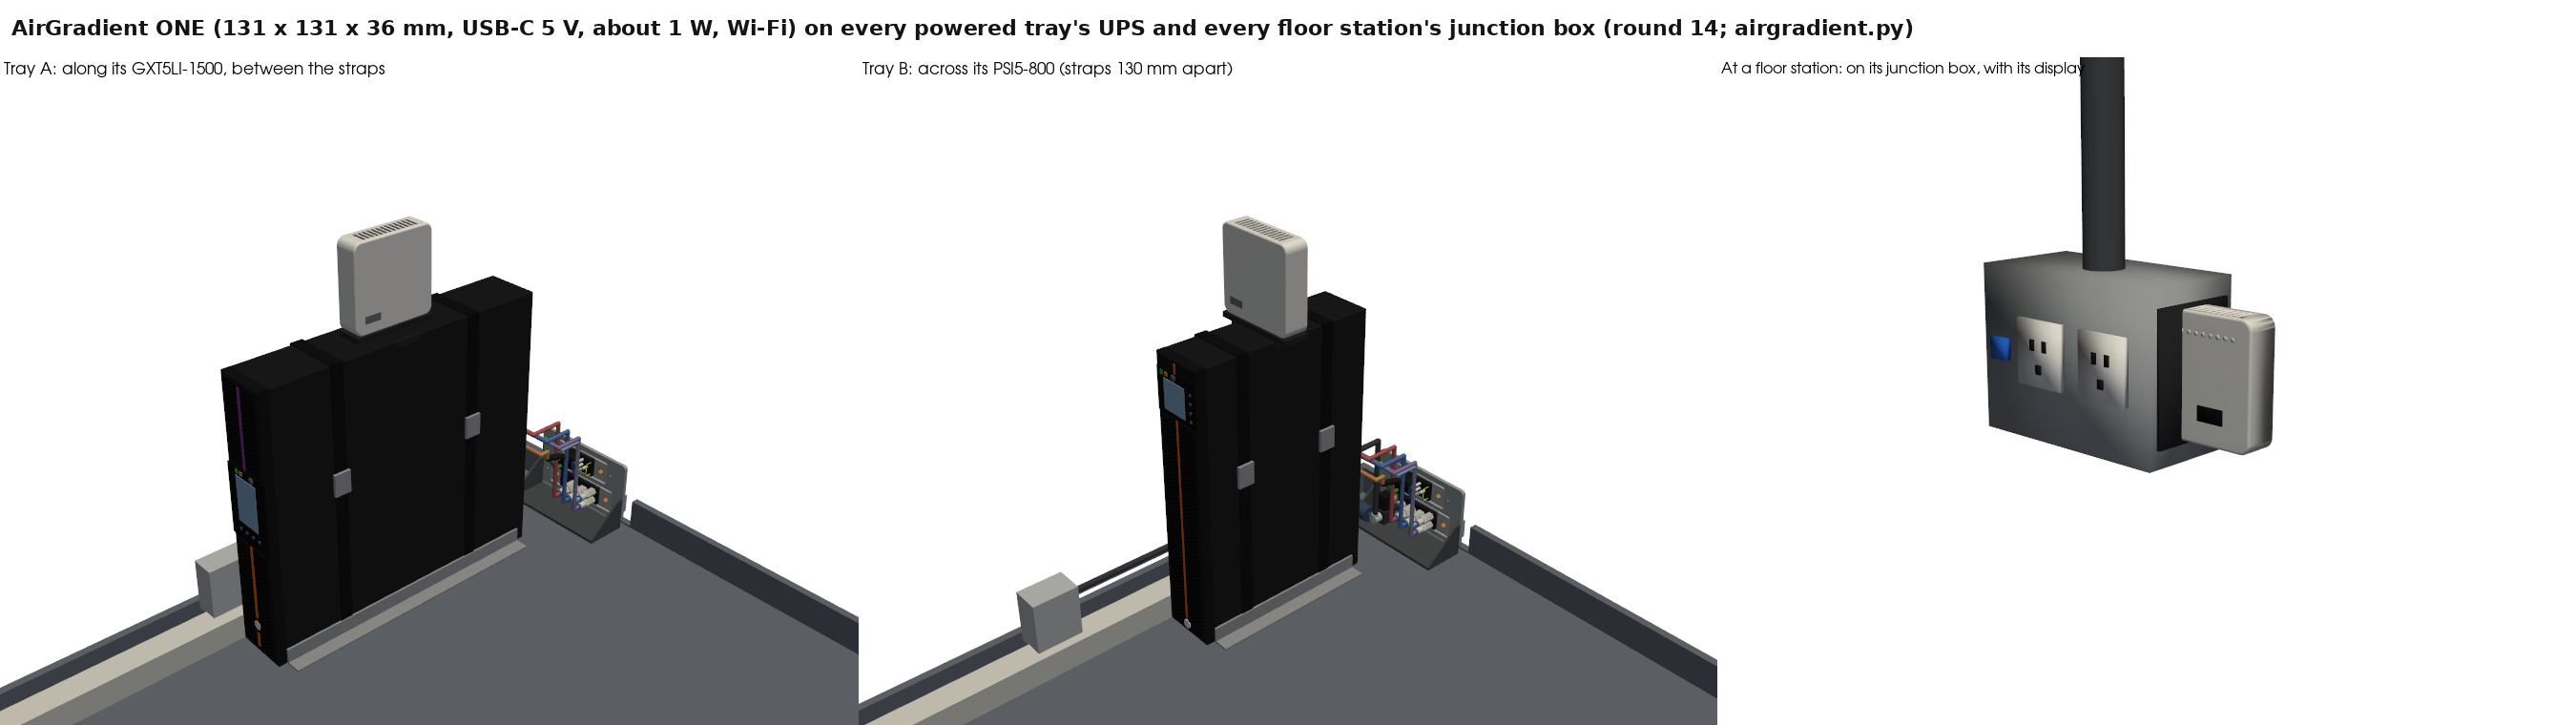 AirGradient ONE (131 x 131 x 36 mm, USB-C 5 V, about 1 W, Wi-Fi) on every powered tray's UPS and every floor station's junction box (round 14; airgradient.py)
Tray A: along its GXT5LI-1500, between the straps
Tray B: across its PSI5-800 (straps 130 mm apart)
At a floor station: on its junction box, with its display